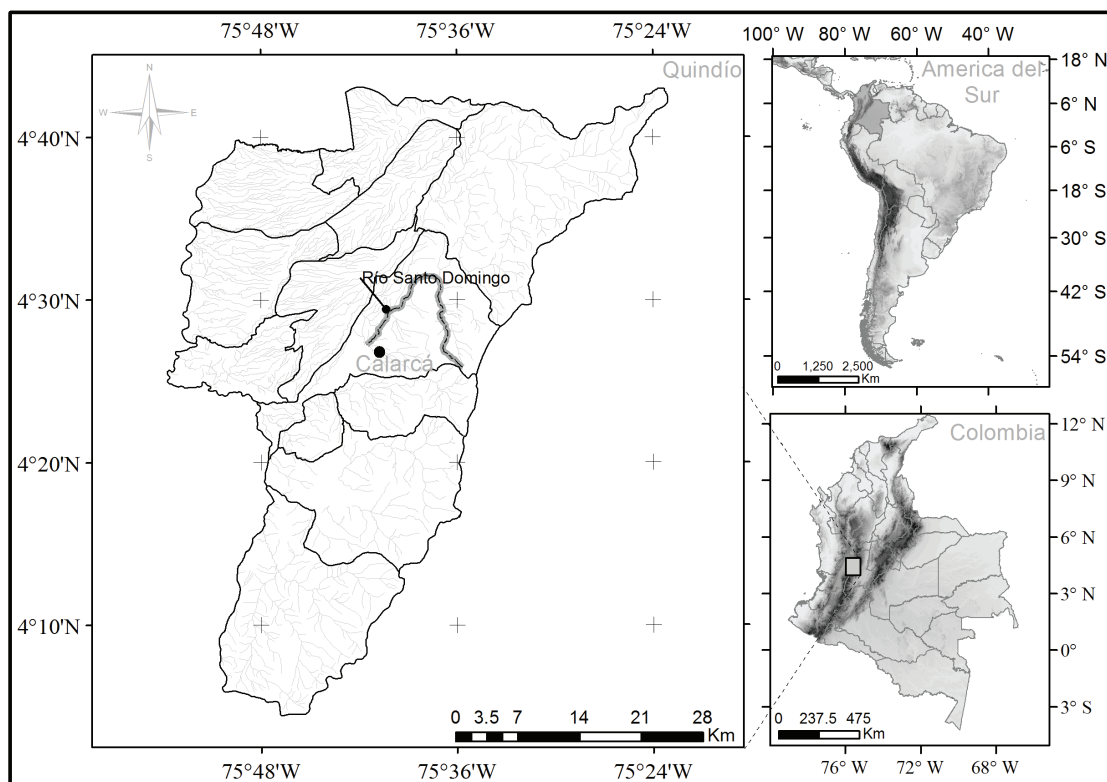 75°48'W 75°36'W 75°24'W
Quindío
N
W E
S
4°40'N
4°30'N
4°20'N
4°10'N
Río Santo Domingo
Calarcá
0 3.5 7 14 21 28
Km
75°48'W 75°36'W 75°24'W
100° W 80° W 60° W 40° W
America del
Sur
18° N
6° N
6° S
18° S
30° S
42° S
54° S
0 1,250 2,500
Km
Colombia
12° N
9° N
6° N
3° N
0°
3° S
0 237.5 475
Km
76° W 72° W 68° W